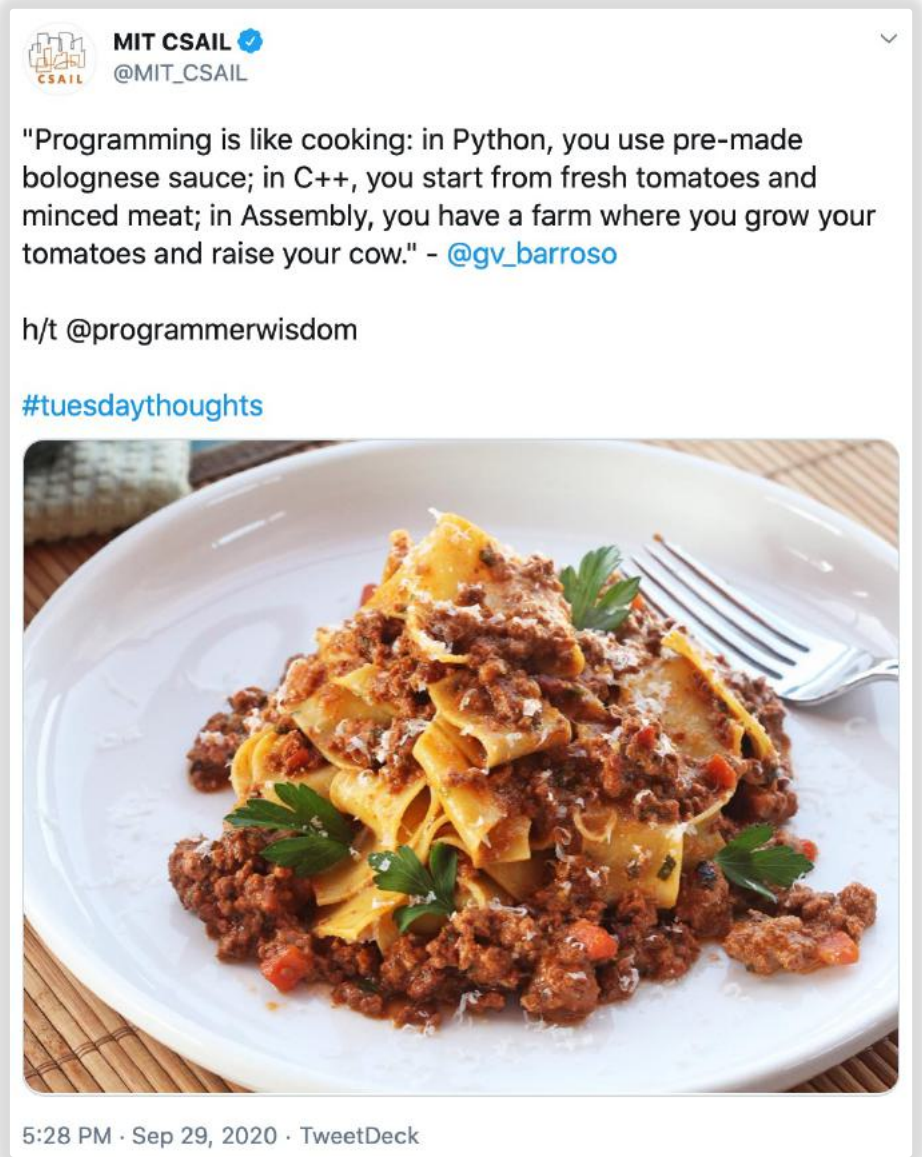 MIT CSAIL
CSAIL
@MIT_CSAIL
"Programming is like cooking: in Python, you use pre-made
bolognese sauce; in C++, you start from fresh tomatoes and
minced meat; in Assembly, you have a farm where you grow your
tomatoes and raise your cow." - @gv_barroso
h/t @programmerwisdom
#tuesdaythoughts
5:28 PM · Sep 29, 2020 · TweetDeck